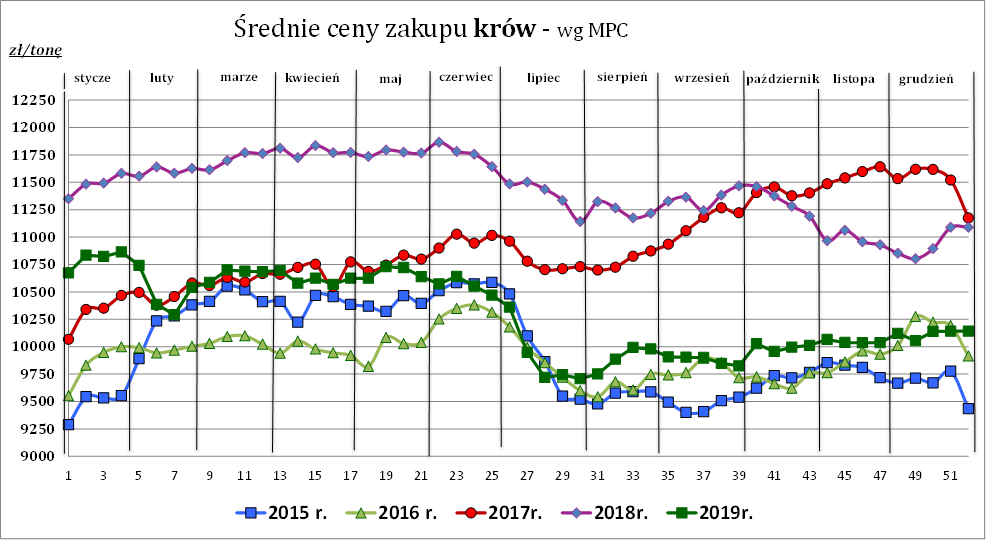 Średnie ceny zakupu krów - wg MPC
zł/tonę
stycze luty marze kwiecień maj czerwiec lipiec sierpień wrzesień październik listopa grudzień
12250
12000
11750
11500
11250
11000
10750
10500
10250
10000
9750
9500
9250
9000
1 3 5 7 9 11 13 15 17 19 21 23 25 27 29 31 33 35 37 39 41 43 45 47 49 51
2015 r. 2016 r. 2017r. 2018r. 2019r.